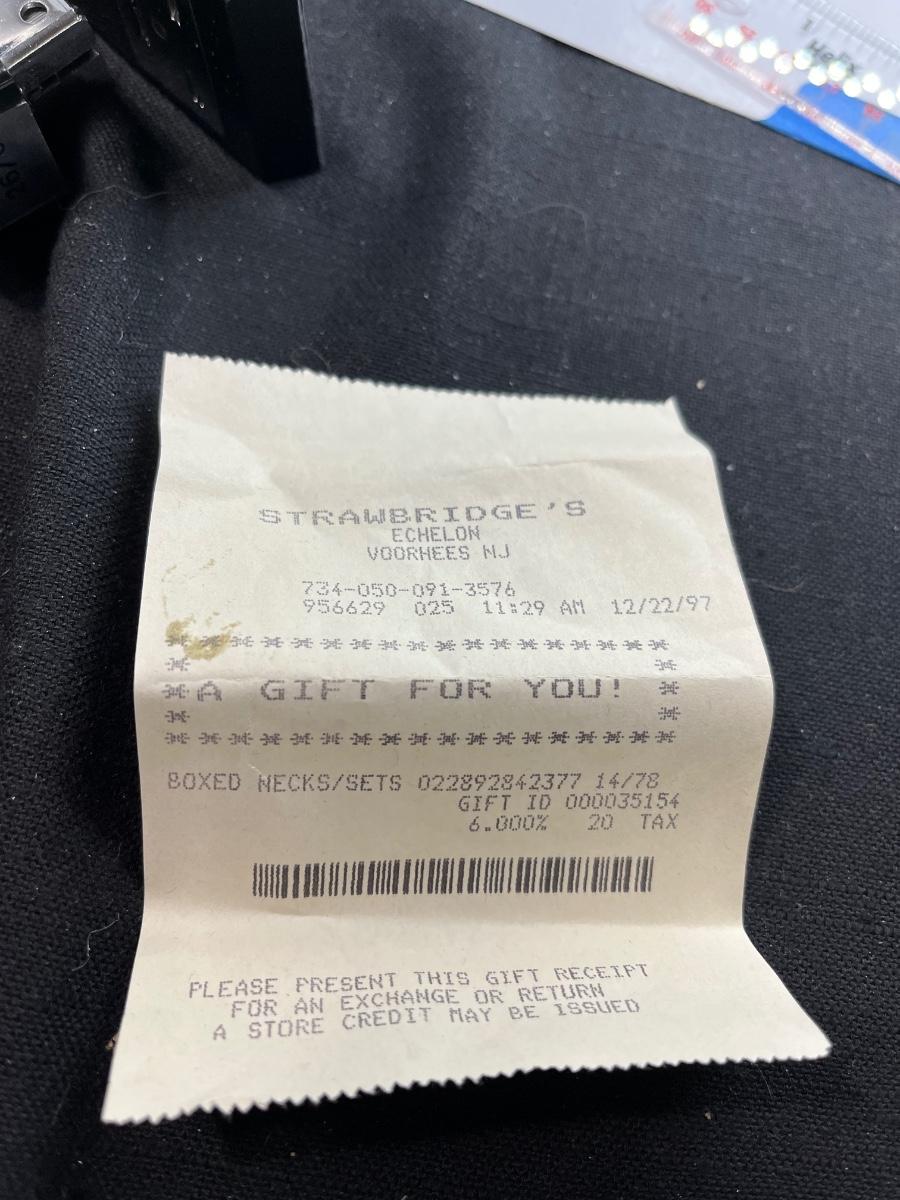 STRAWBRIDGE'S
ECHELON
VOORHEES NJ
734-050-091-3576
956629 025 11:29 AM 12/22/97
* * * * * * * * * * * * * * * * *
* *
* A GIFT FOR YOU! *
* *
* * * * * * * * * * * * * * * * *
BOXED NECKS/SETS 022892842377 14/78
GIFT ID 000035154
6.000% 20 TAX
PLEASE PRESENT THIS GIFT RECEIPT
FOR AN EXCHANGE OR RETURN
A STORE CREDIT MAY BE ISSUED